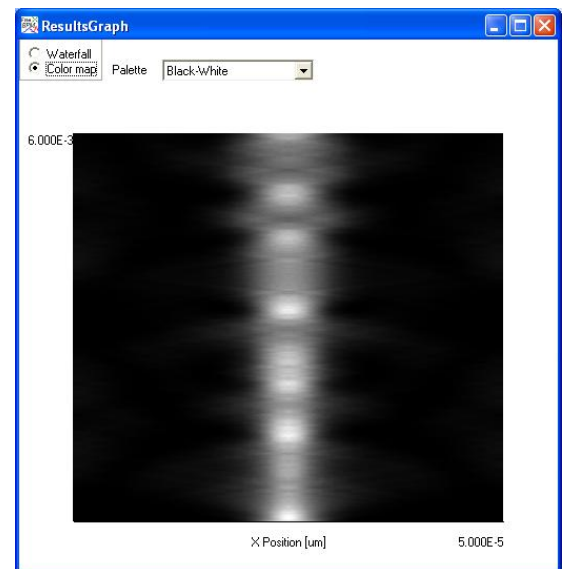 ResultsGraph
Waterfall
Color map
Palette
Black-White
6.000E-3
X Position [um]
5.000E-5